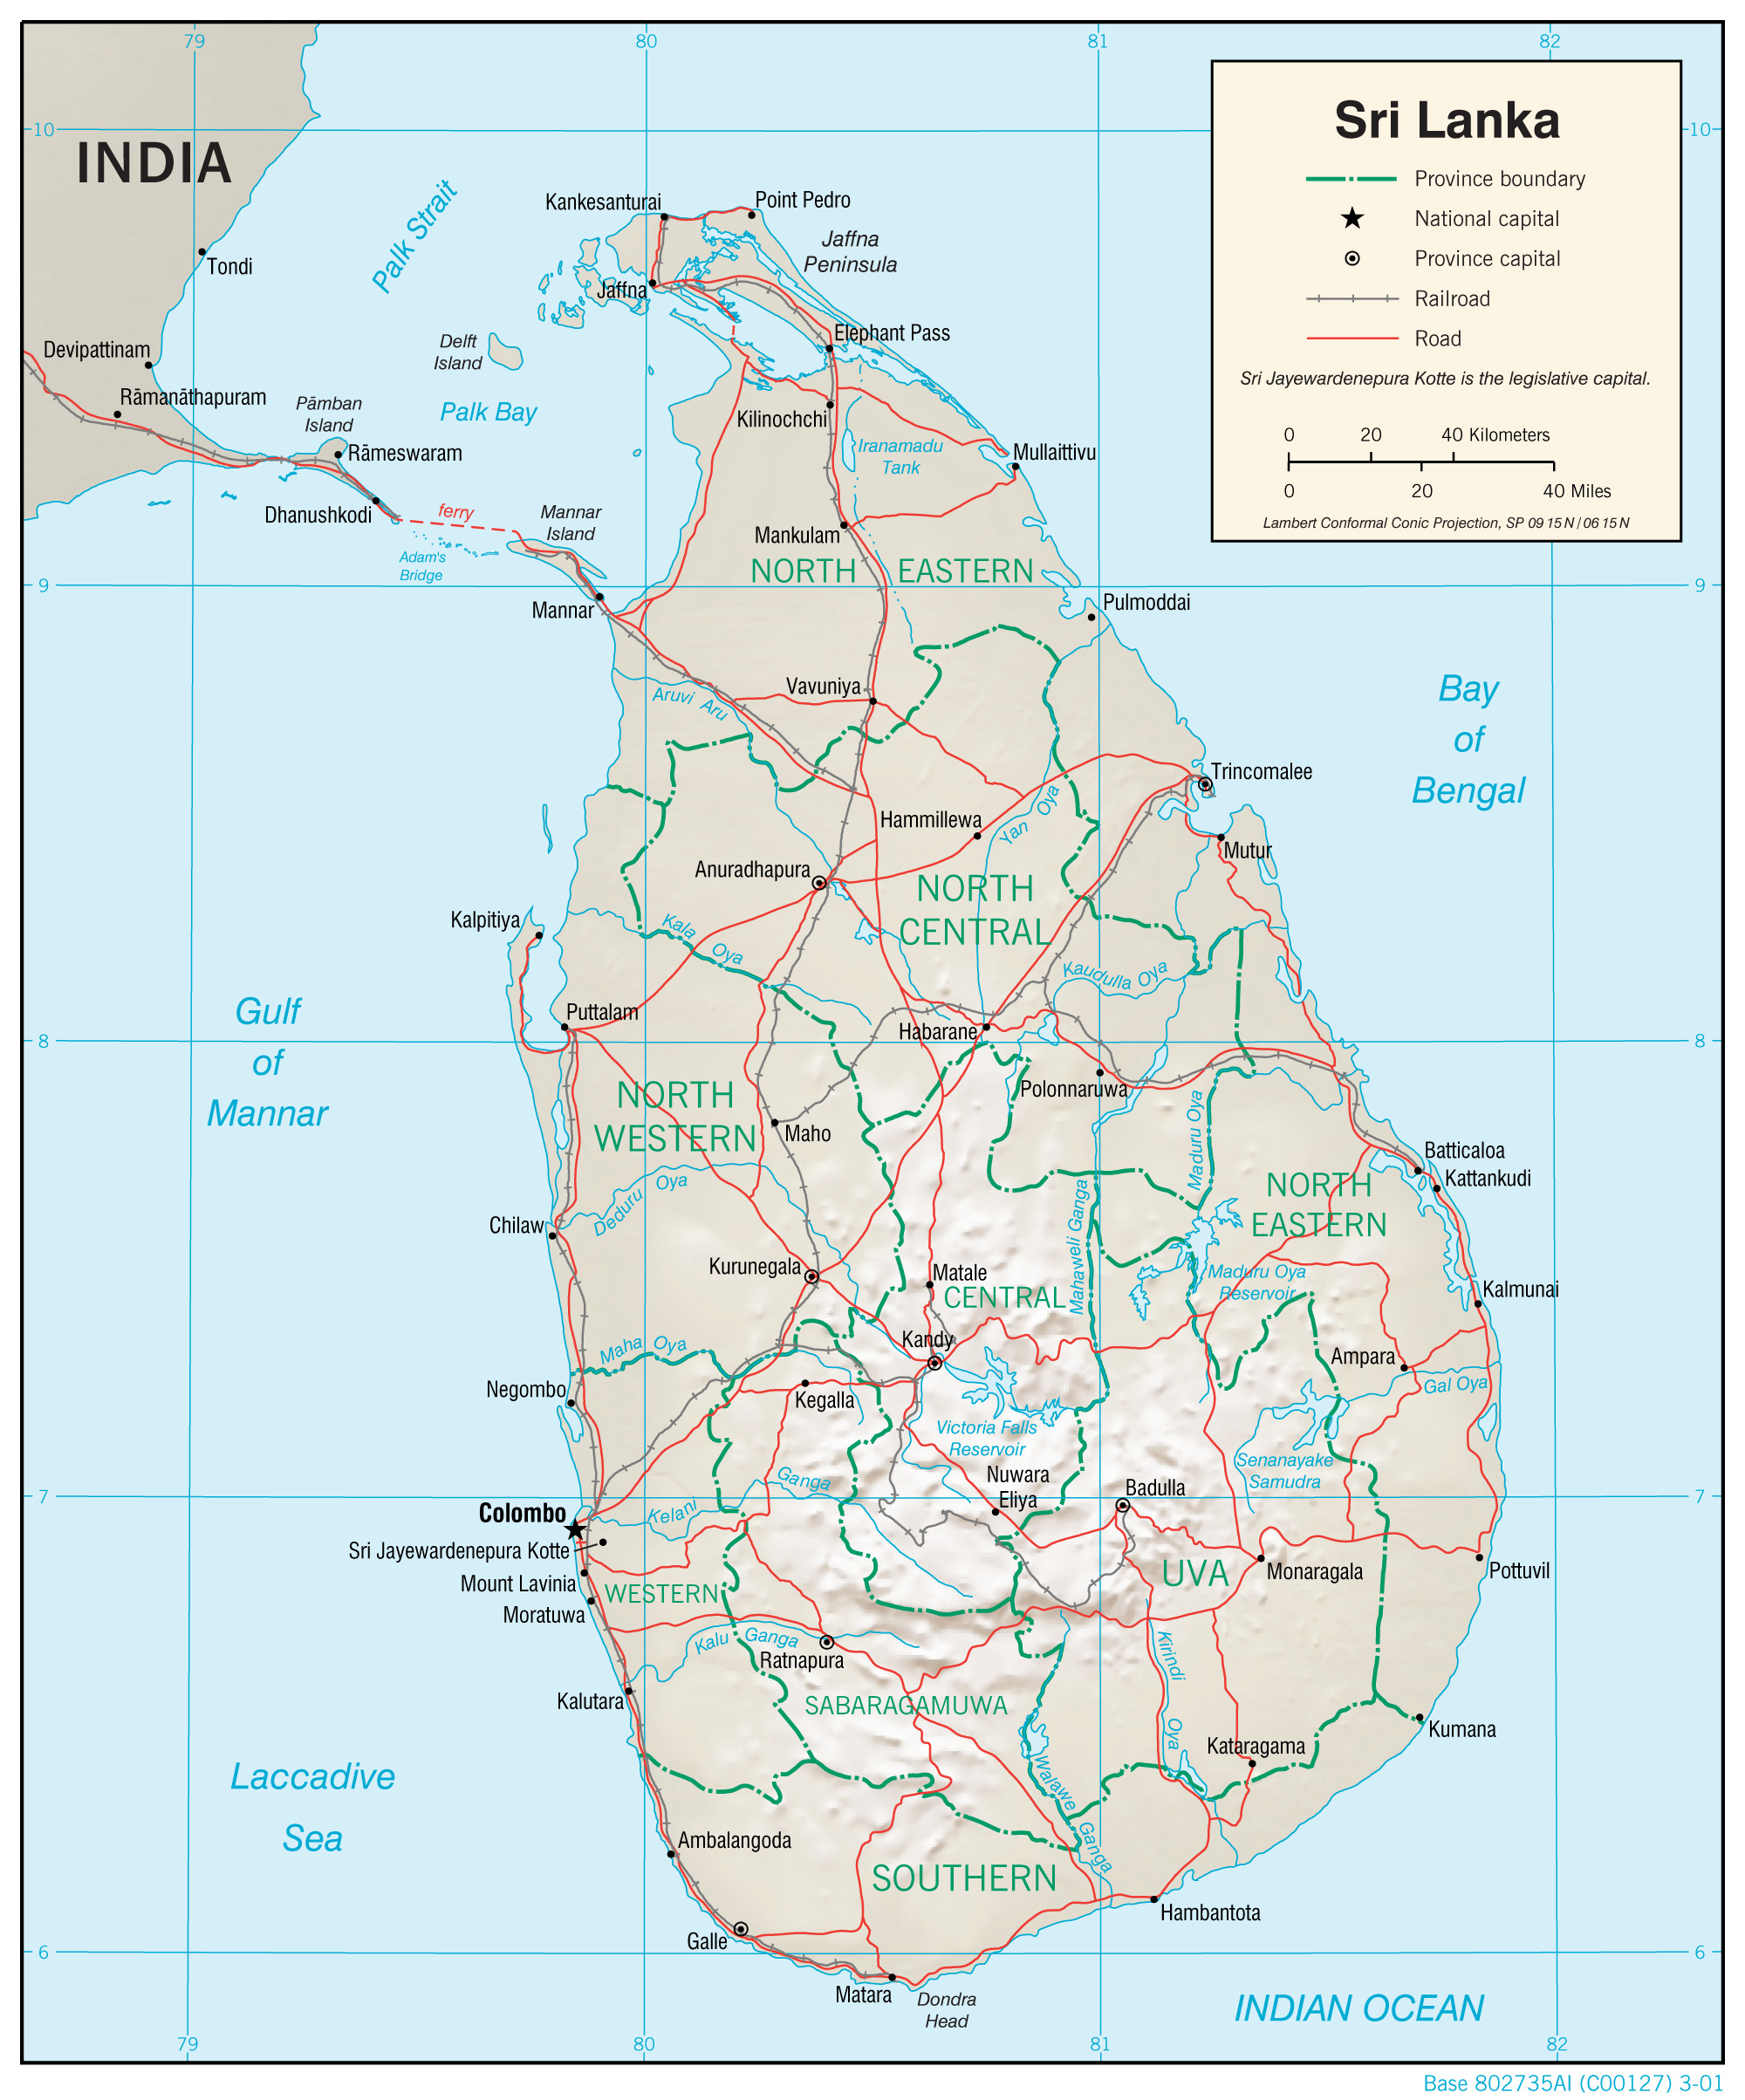 79
80
81
82
10
10
INDIA
Sri Lanka
Province boundary
National capital
Province capital
Railroad
Road
Sri Jayewardenepura Kotte is the legislative capital.
0 20 40 Kilometers
0 20 40 Miles
Lambert Conformal Conic Projection, SP 09 15 N / 06 15 N
Palk Strait
Kankesanturai
Point Pedro
Jaffna
Peninsula
Tondi
Jaffna
Elephant Pass
Delft
Island
Devipattinam
Rāmanāthapuram
Pāmban
Island
Palk Bay
Kilinochchi
Iranamadu
Tank
Mullaittivu
Rāmeswaram
Dhanushkodi
ferry
Mannar
Island
Mankulam
Adam's
Bridge
NORTH EASTERN
9
9
Mannar
Pulmoddai
Vavuniya
Aruvi Aru
Bay
of
Bengal
Trincomalee
Yan Oya
Hammillewa
Mutur
Anuradhapura
NORTH
CENTRAL
Kalpitiya
Kala Oya
Kaudulla Oya
Gulf
of
Mannar
Puttalam
Habarane
8
8
Polonnaruwa
NORTH
WESTERN
Maho
Maduru Oya
Batticaloa
Kattankudi
NORTH
EASTERN
Deduru Oya
Chilaw
Mahaweli Ganga
Kurunegala
Matale
CENTRAL
Maduru Oya
Reservoir
Kalmunai
Maha Oya
Kandy
Ampara
Gal Oya
Negombo
Kegalla
Victoria Falls
Reservoir
Senanayake
Samudra
Ganga
Kelani
Nuwara
Eliya
Badulla
7
7
Colombo
Sri Jayewardenepura Kotte
Mount Lavinia
Moratuwa
WESTERN
UVA
Monaragala
Pottuvil
Kalu Ganga
Ratnapura
Kirindi Oya
Kalutara
SABARAGAMUWA
Kumana
Kataragama
Laccadive
Sea
Walawe Ganga
Ambalangoda
SOUTHERN
Hambantota
Galle
6
6
Matara
Dondra
Head
INDIAN OCEAN
79
80
81
82
Base 802735AI (C00127) 3-01